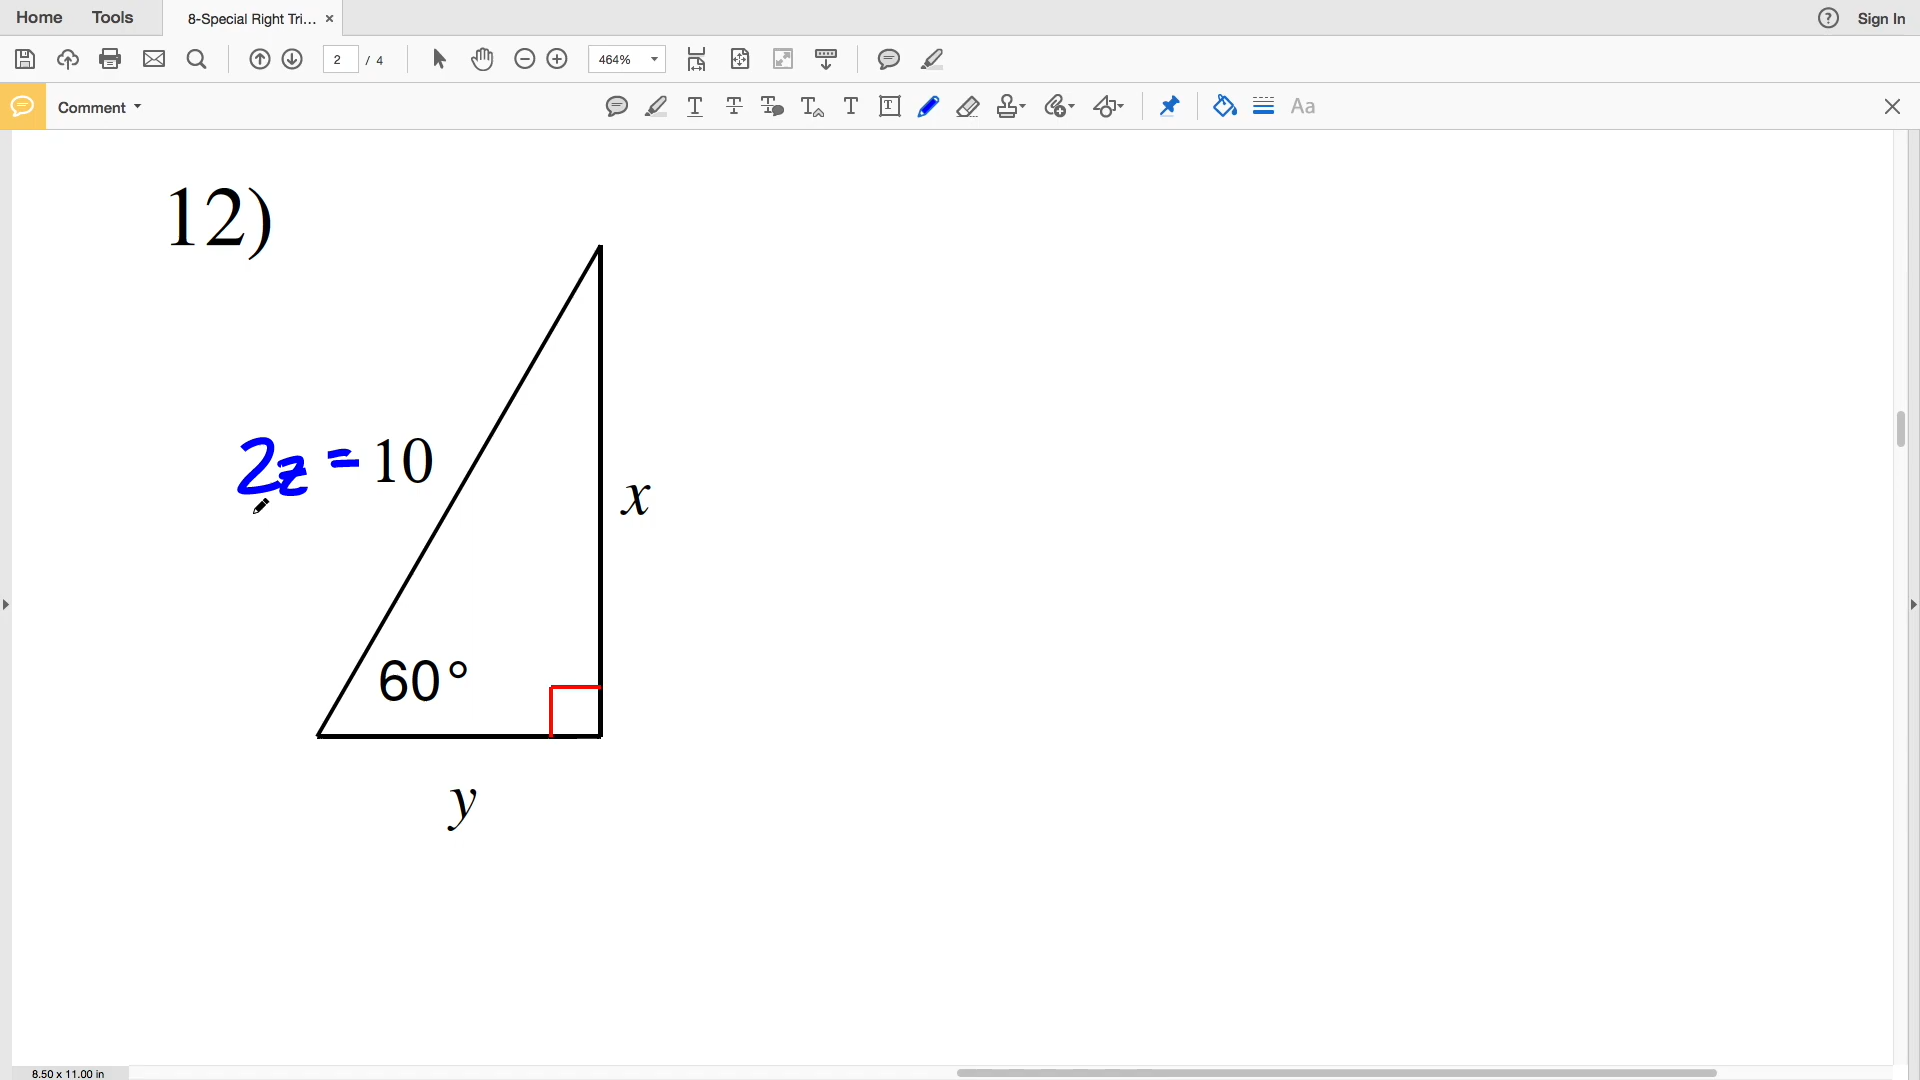 Home Tools 8-Special Right Tri... × ? Sign In
2 / 4 464%
Comment T T T T T T Aa
12)
2z = 10
x
60°
y
8.50 x 11.00 in